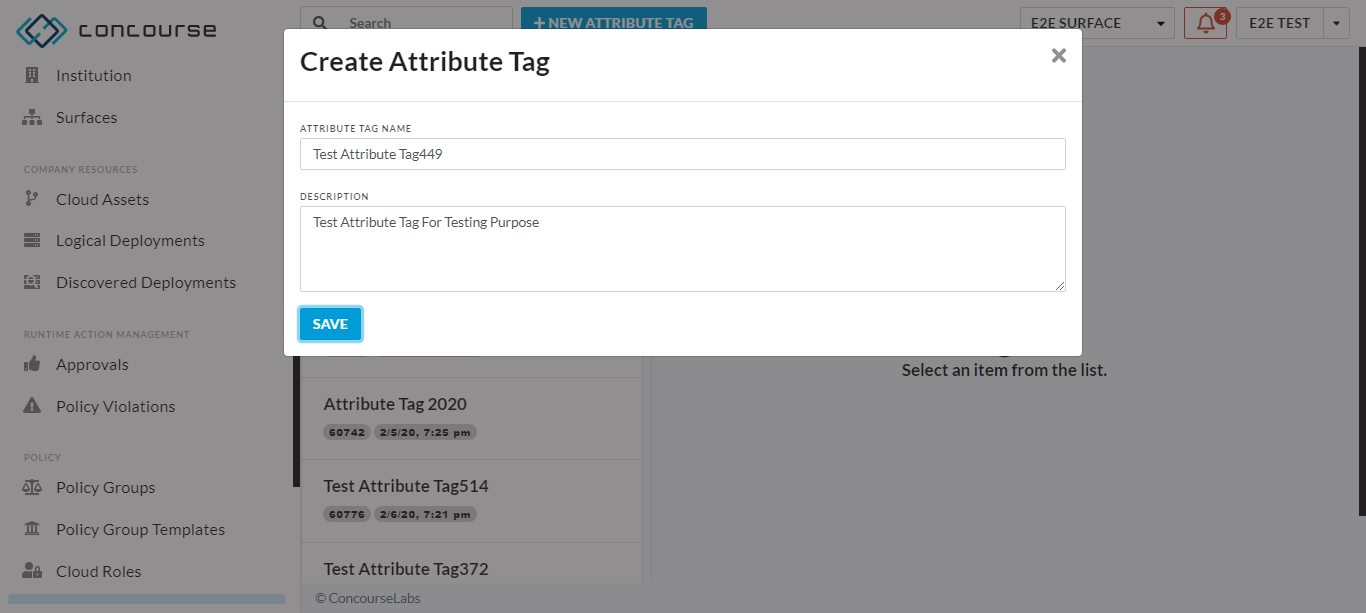 concourse
Search
NEW ATTRIBUTE TAG
E2E SURFACE
3
E2E TEST
Institution
Surfaces
COMPANY RESOURCES
Cloud Assets
Logical Deployments
Discovered Deployments
RUNTIME ACTION MANAGEMENT
Approvals
Policy Violations
POLICY
Policy Groups
Policy Group Templates
Cloud Roles
Create Attribute Tag
ATTRIBUTE TAG NAME
Test Attribute Tag449
DESCRIPTION
Test Attribute Tag For Testing Purpose
SAVE
Attribute Tag 2020
60742 2/5/20, 7:25 pm
Test Attribute Tag514
60776 2/6/20, 7:21 pm
Test Attribute Tag372
Select an item from the list.
© ConcourseLabs